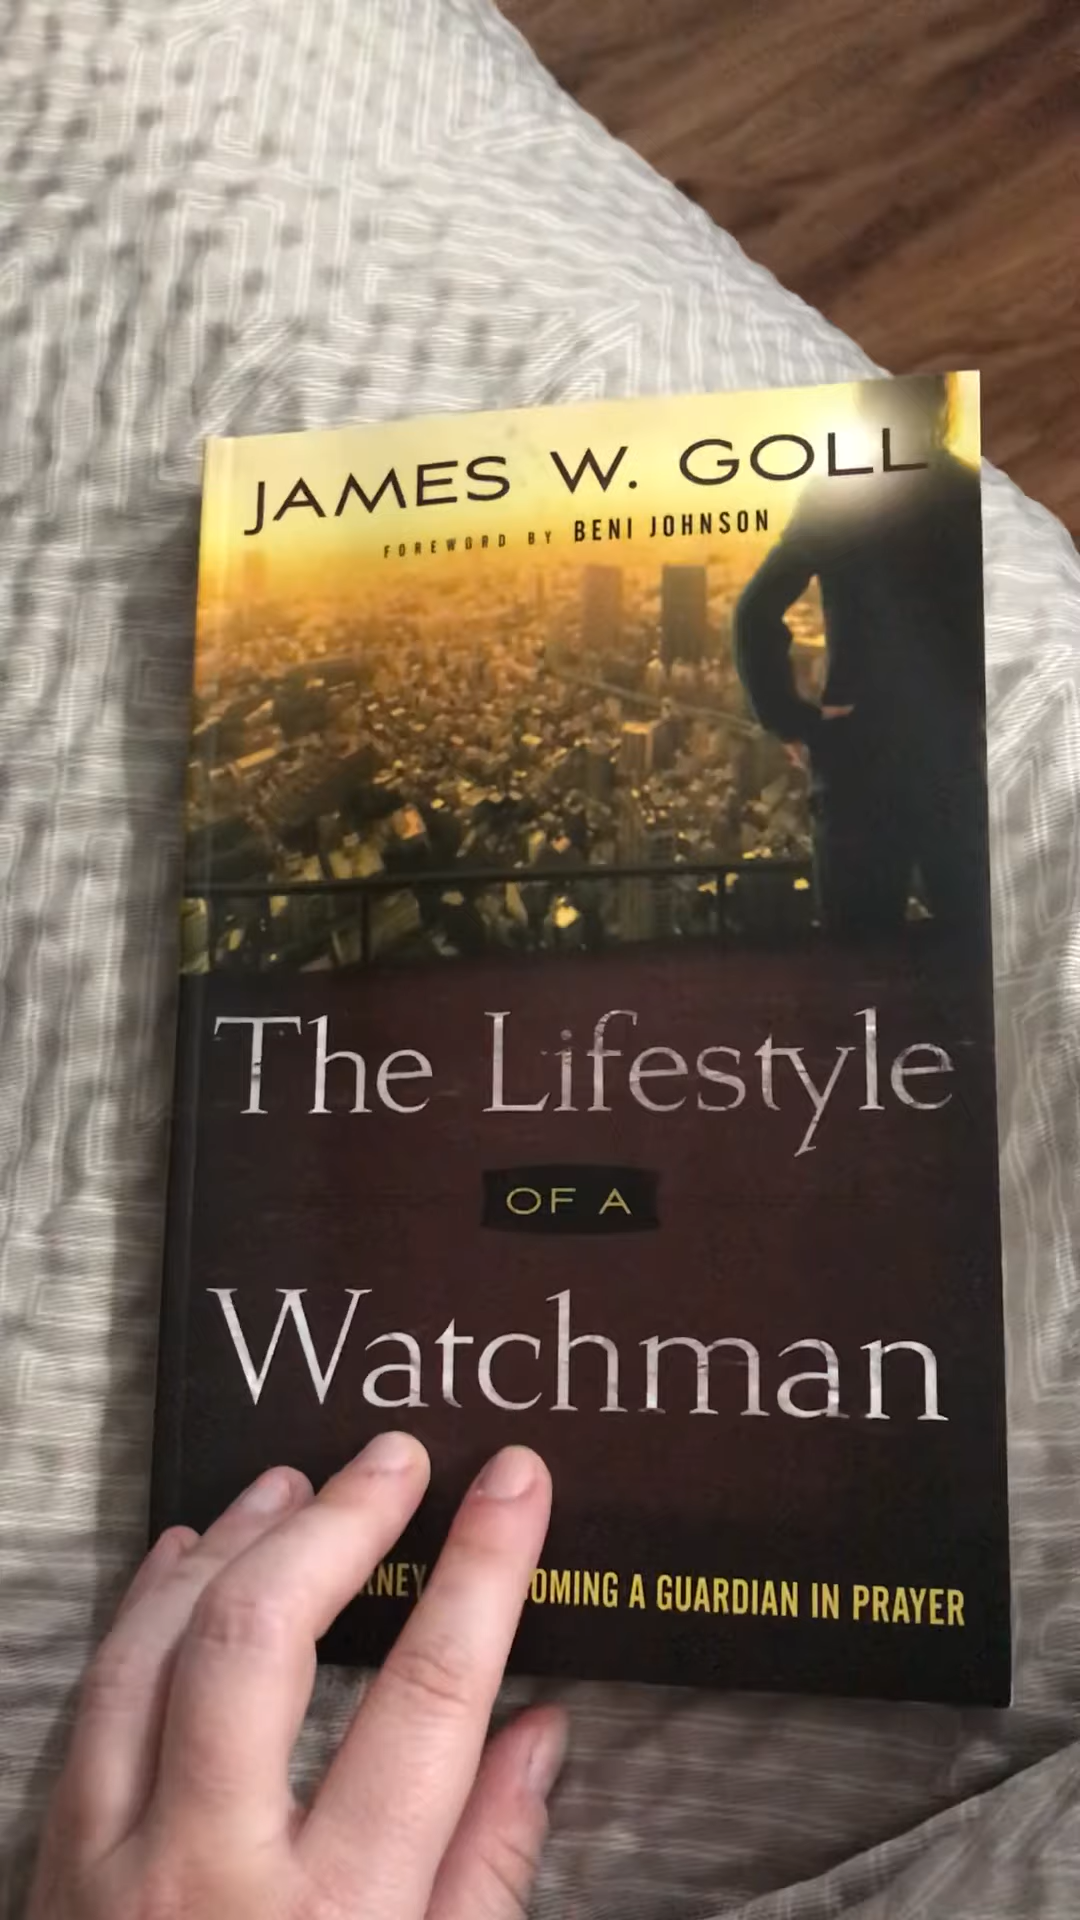 JAMES W. GOLL
FOREWORD BY BENI JOHNSON
The Lifestyle
OF A
Watchman
A GUARDIAN IN PRAYER